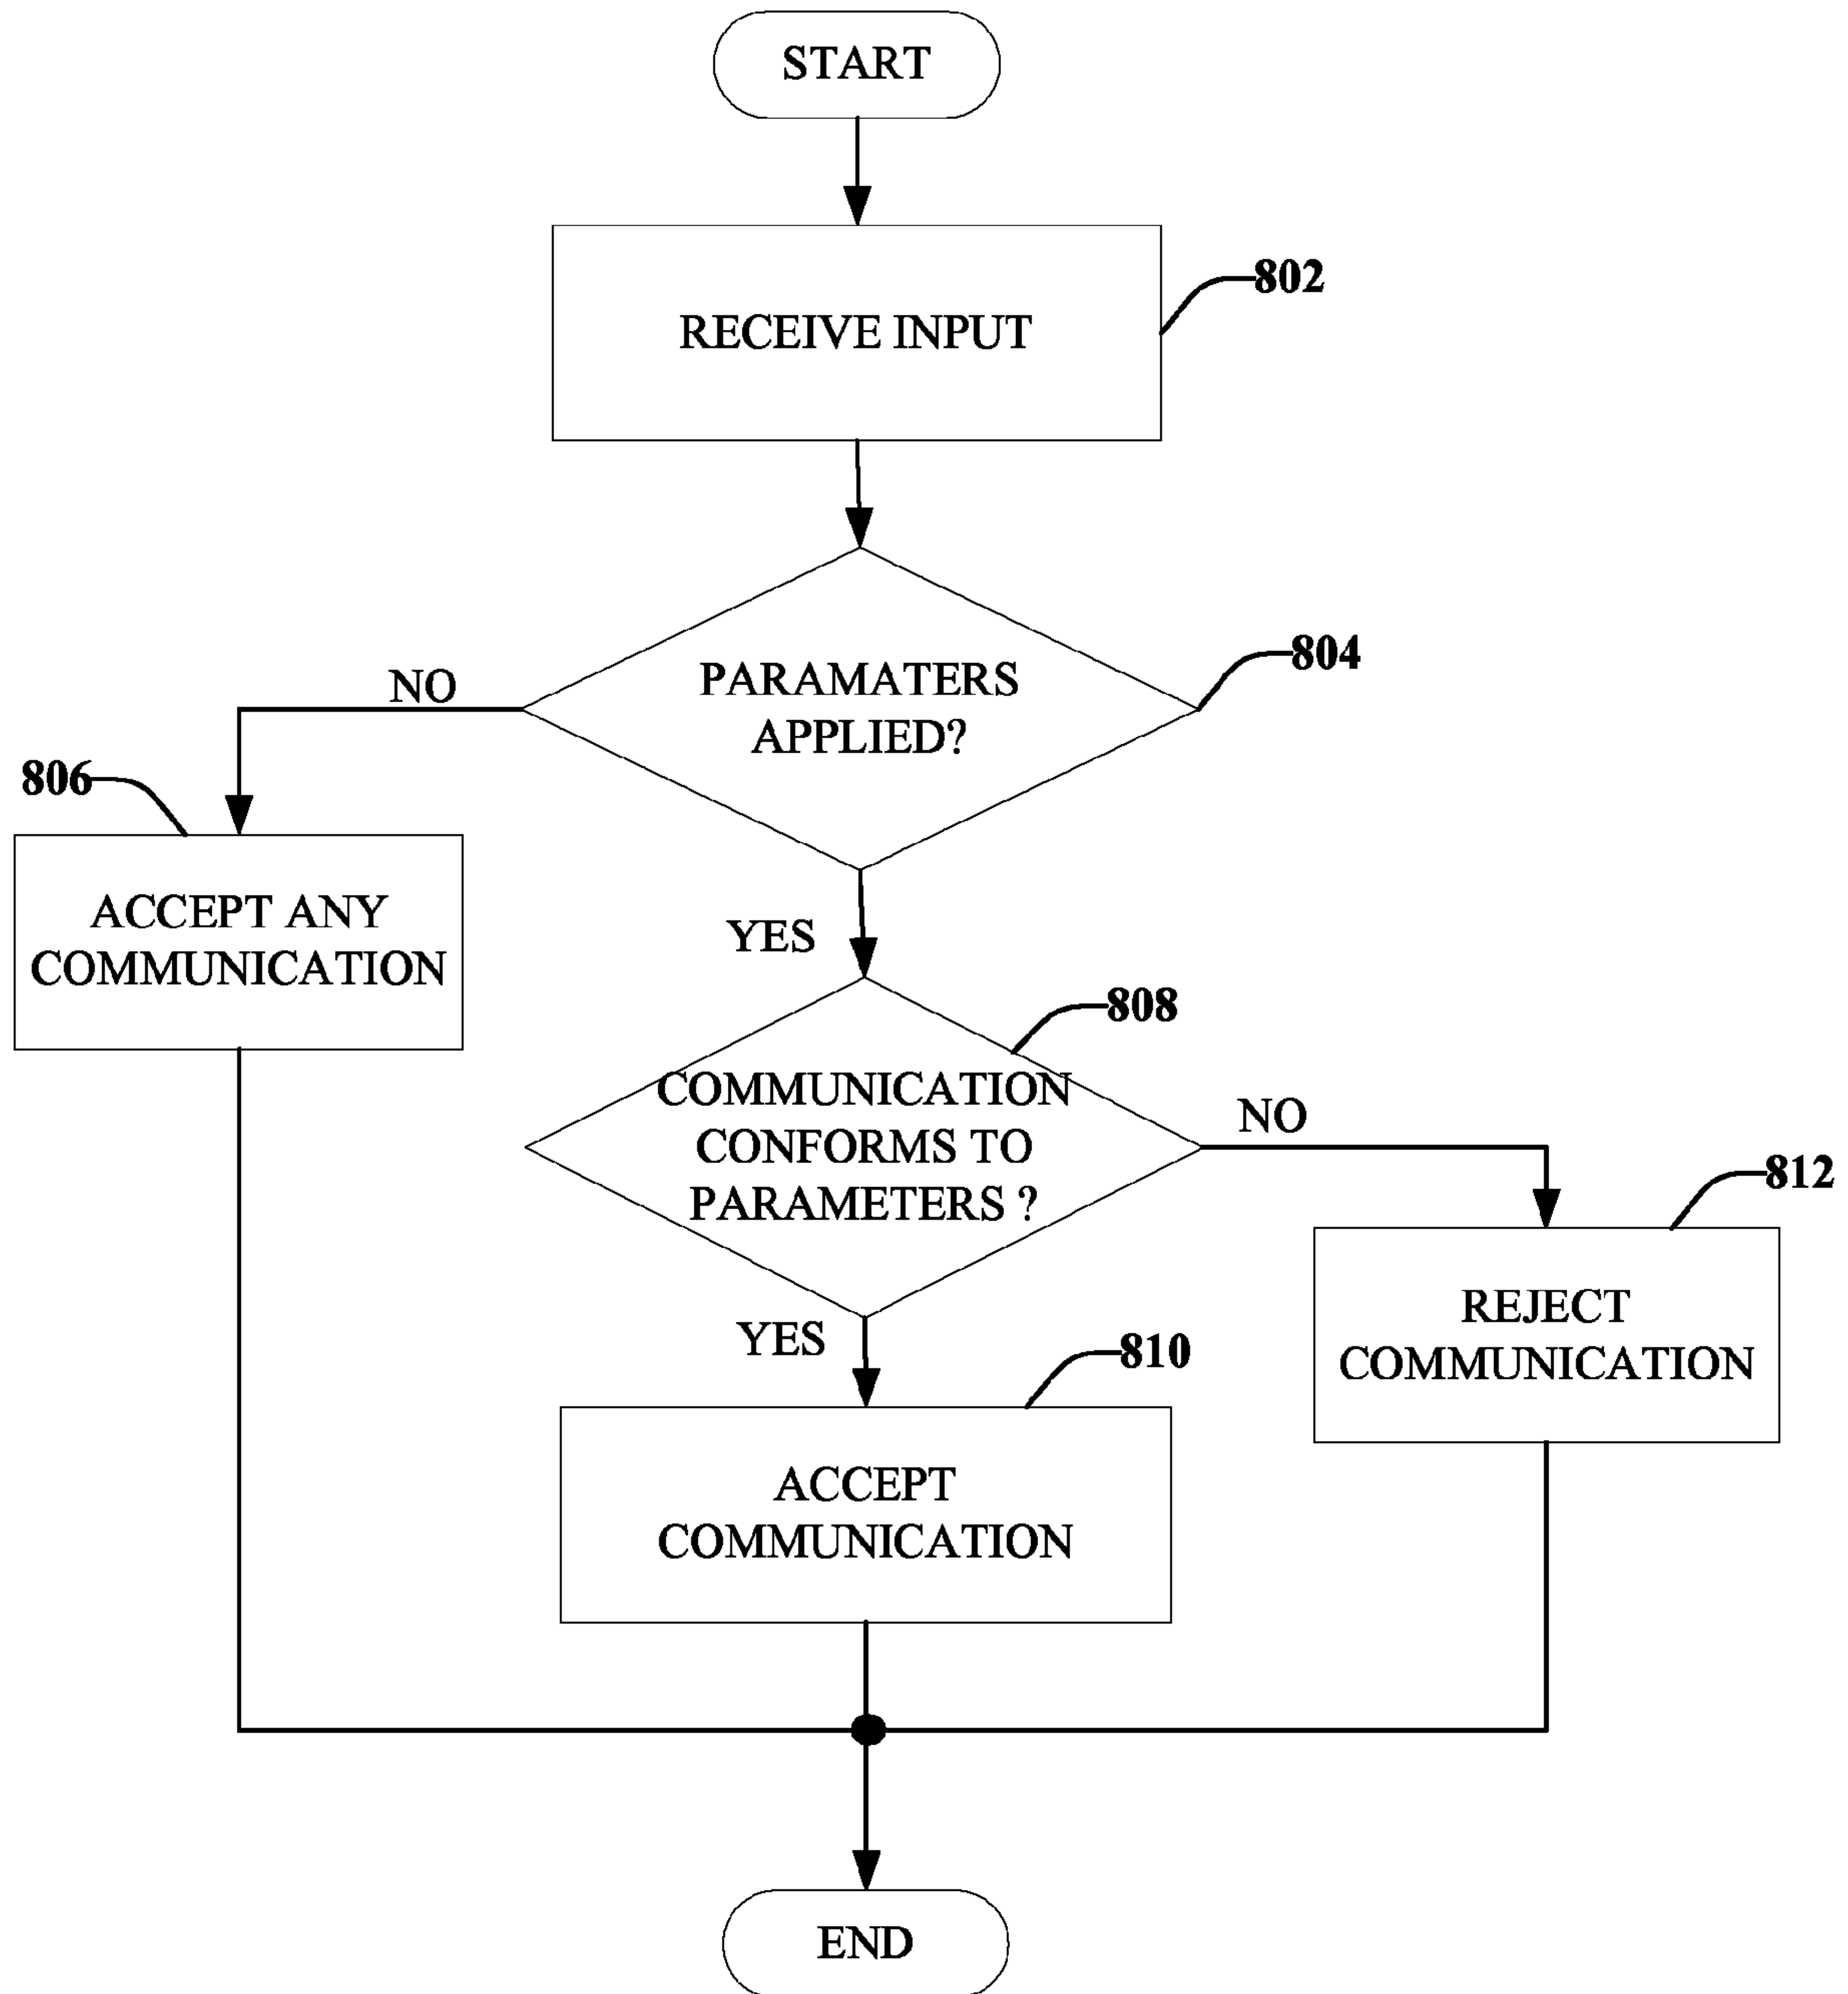 START
802
RECEIVE INPUT
804
NO
PARAMATERS
APPLIED?
806
ACCEPT ANY
COMMUNICATION
YES
808
COMMUNICATION
CONFORMS TO
PARAMETERS ?
NO
812
REJECT
COMMUNICATION
YES
810
ACCEPT
COMMUNICATION
END